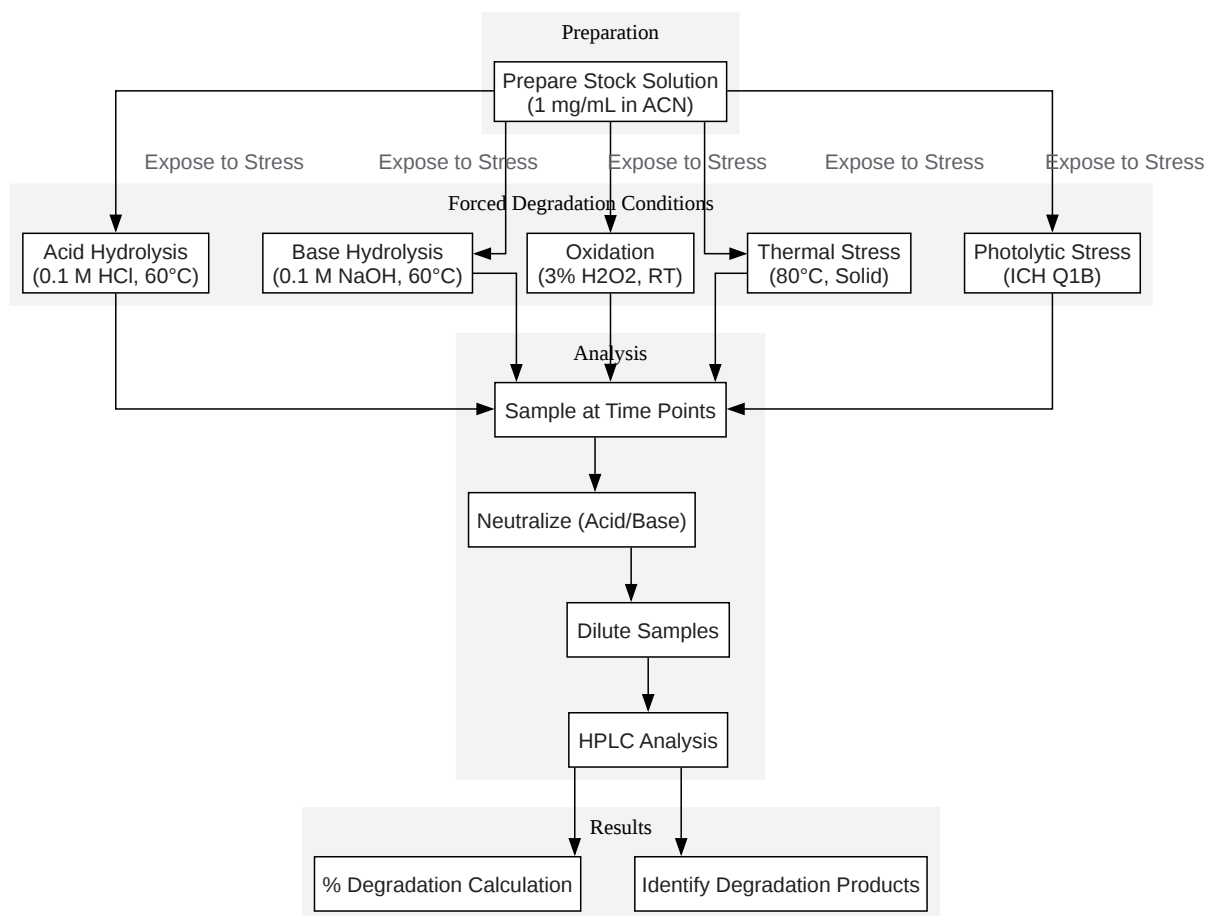 Preparation
Prepare Stock Solution
(1 mg/mL in ACN)
Expose to Stress
Expose to Stress
Expose to Stress
Expose to Stress
Expose to Stress
Forced Degradation Conditions
Acid Hydrolysis
(0.1 M HCl, 60°C)
Base Hydrolysis
(0.1 M NaOH, 60°C)
Oxidation
(3% H2O2, RT)
Thermal Stress
(80°C, Solid)
Photolytic Stress
(ICH Q1B)
Analysis
Sample at Time Points
Neutralize (Acid/Base)
Dilute Samples
HPLC Analysis
Results
% Degradation Calculation
Identify Degradation Products